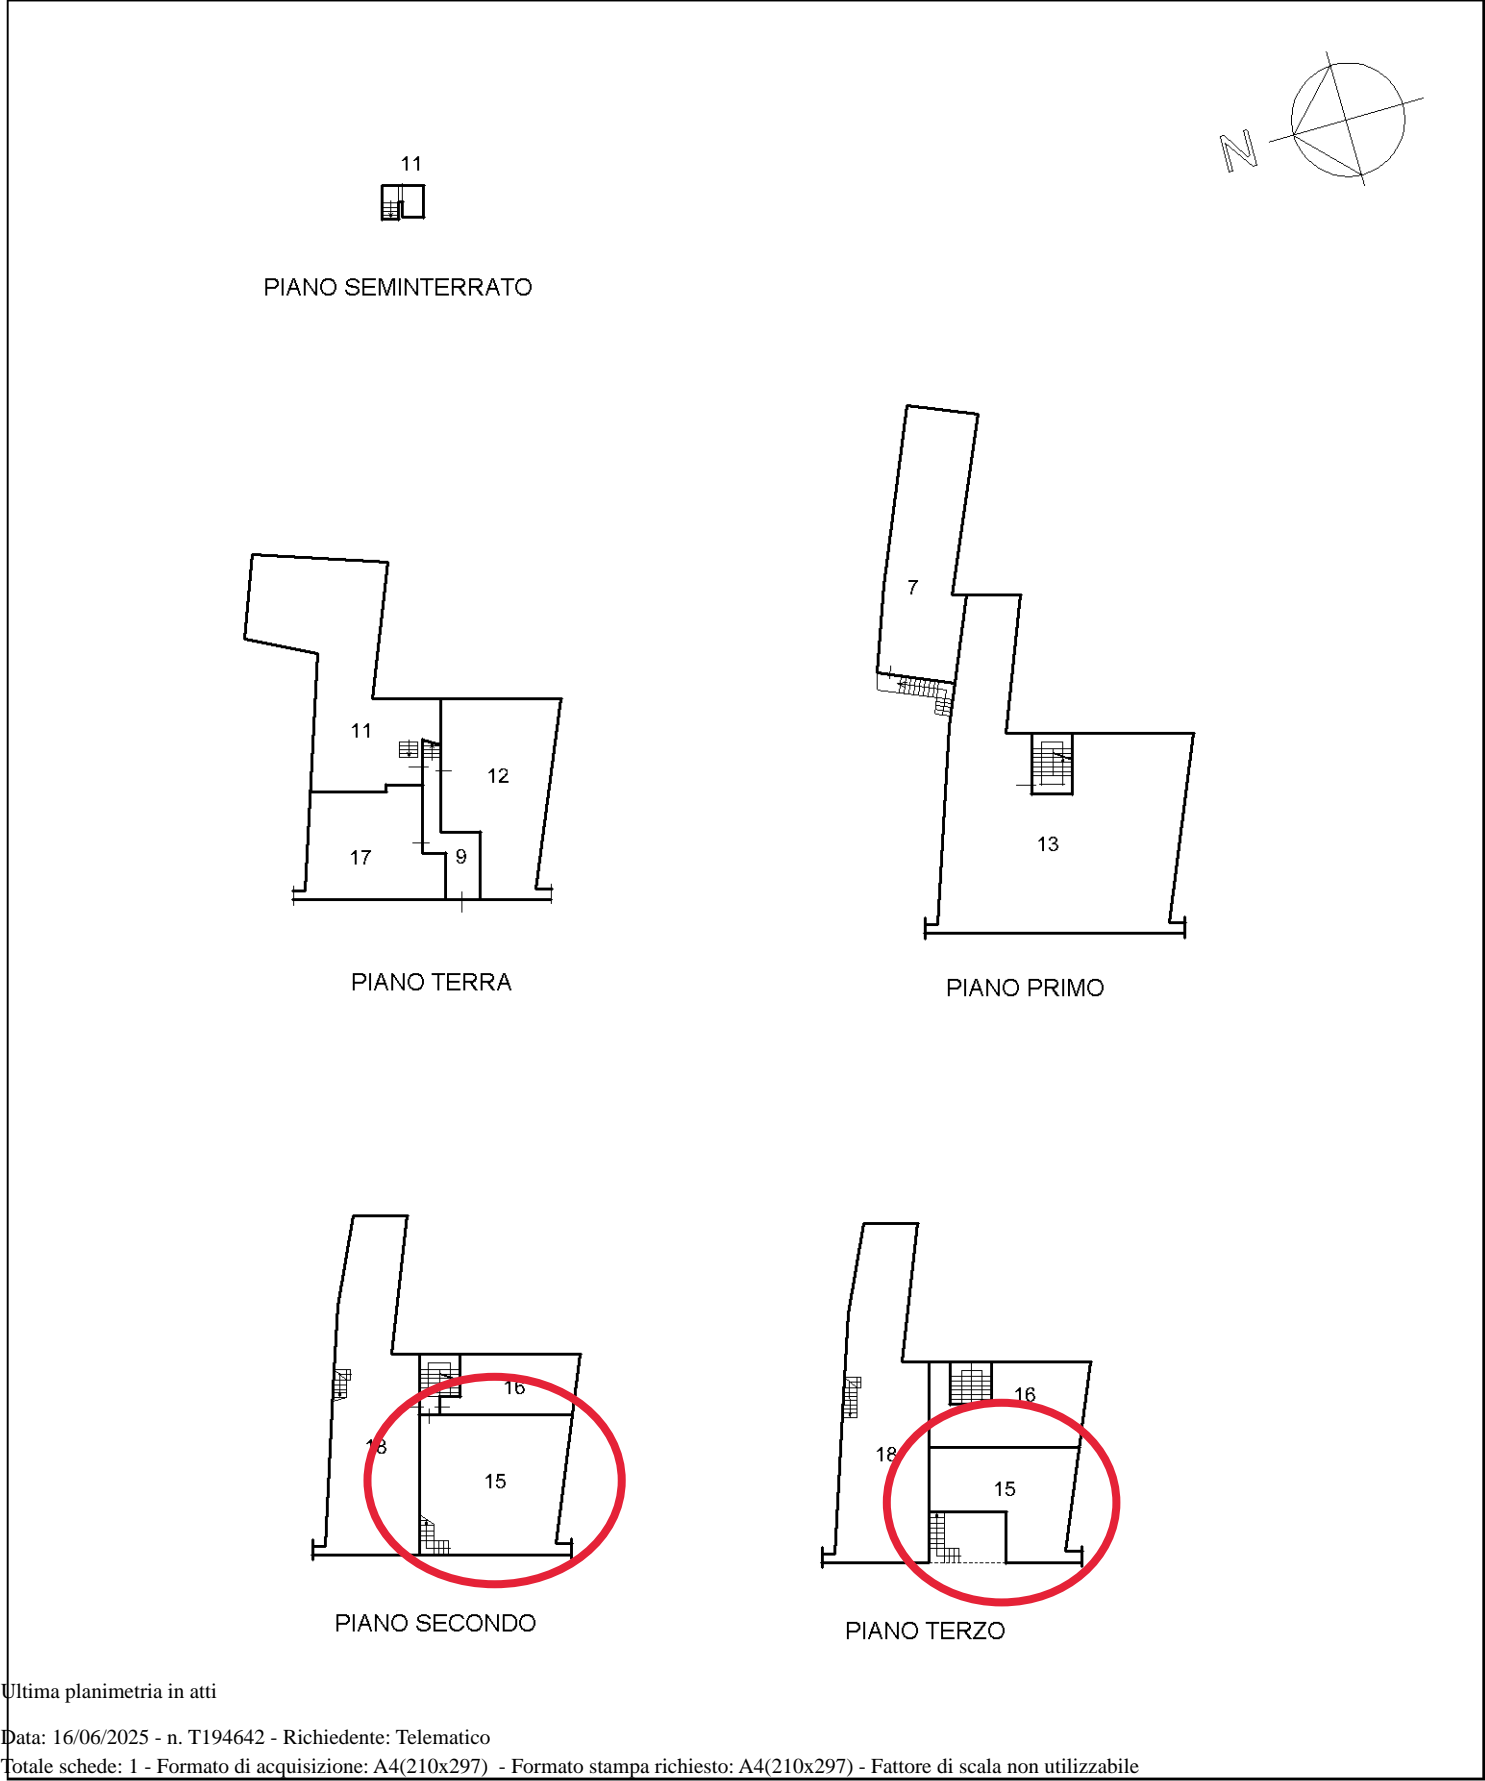 N
11
PIANO SEMINTERRATO
7
11
12
17
9
13
PIANO TERRA
PIANO PRIMO
16
18
15
16
18
15
PIANO SECONDO
PIANO TERZO
Ultima planimetria in atti
Data: 16/06/2025 - n. T194642 - Richiedente: Telematico
Totale schede: 1 - Formato di acquisizione: A4(210x297) - Formato stampa richiesto: A4(210x297) - Fattore di scala non utilizzabile